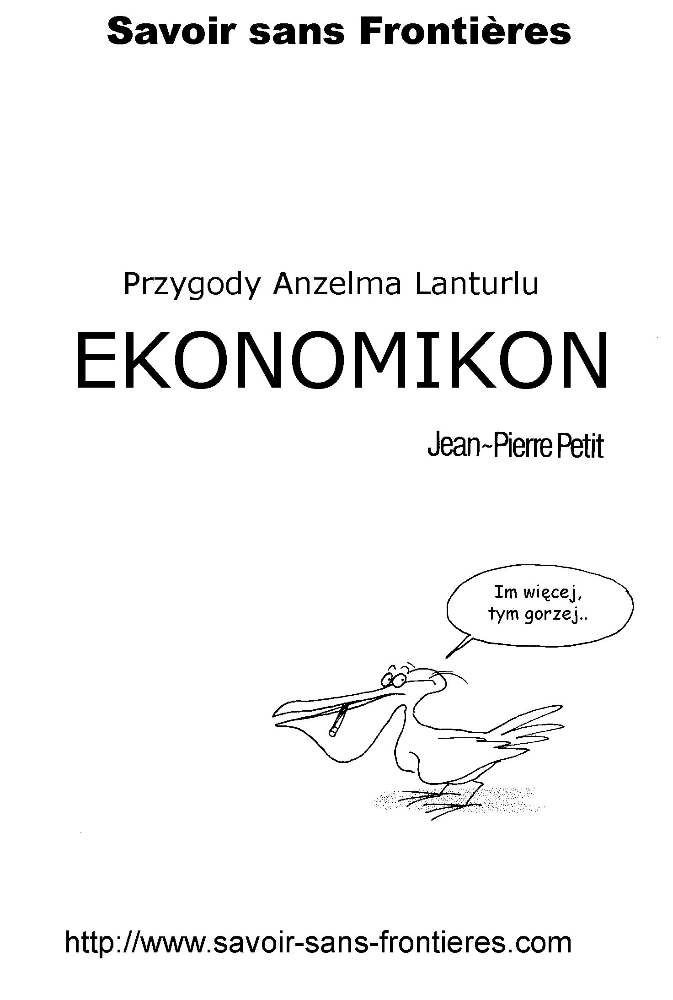 Savoir sans Frontières
Przygody Anzelma Lanturlu
EKONOMIKON
Jean~Pierre Petit
Im więcej,
tym gorzej..
http://www.savoir-sans-frontieres.com